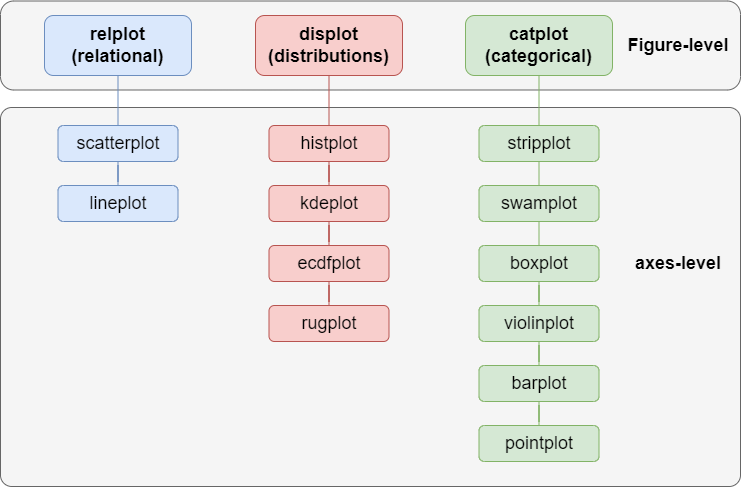 relplot
(relational)
displot
(distributions)
catplot
(categorical)
Figure-level
scatterplot
histplot
stripplot
lineplot
kdeplot
swamplot
ecdfplot
boxplot
axes-level
rugplot
violinplot
barplot
pointplot